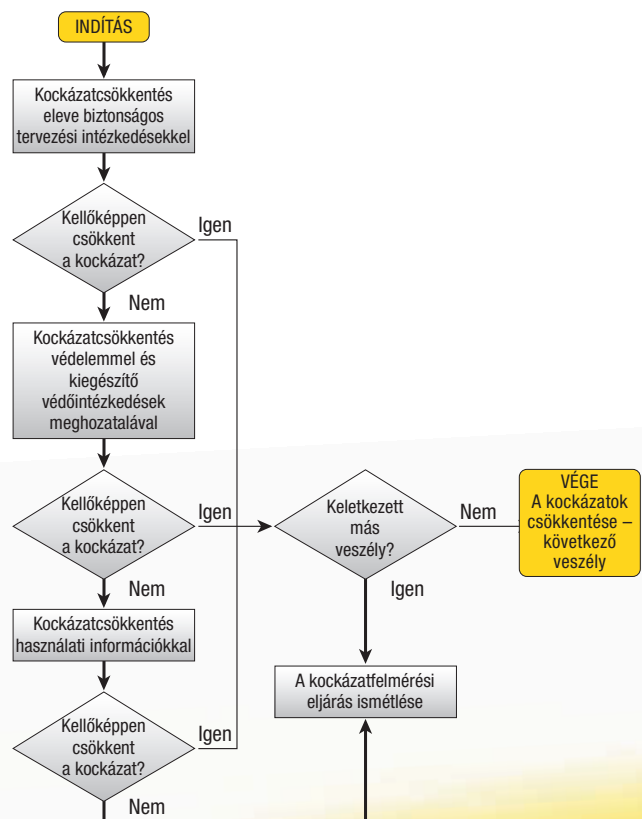 INDÍTÁS
Kockázatcsökkentés
eleve biztonságos
tervezési intézkedésekkel
Kellőképpen
csökkent
a kockázat?
Igen
Nem
Kockázatcsökkentés
védelemmel és
kiegészítő
védőintézkedések
meghozatalával
Kellőképpen
csökkent
a kockázat?
Igen
Nem
Keletkezett
más
veszély?
Nem
Igen
VÉGE
A kockázatok
csökkentése –
következő
veszély
Kockázatcsökkentés
használati információkkal
A kockázatfelmérési
eljárás ismétlése
Kellőképpen
csökkent
a kockázat?
Igen
Nem